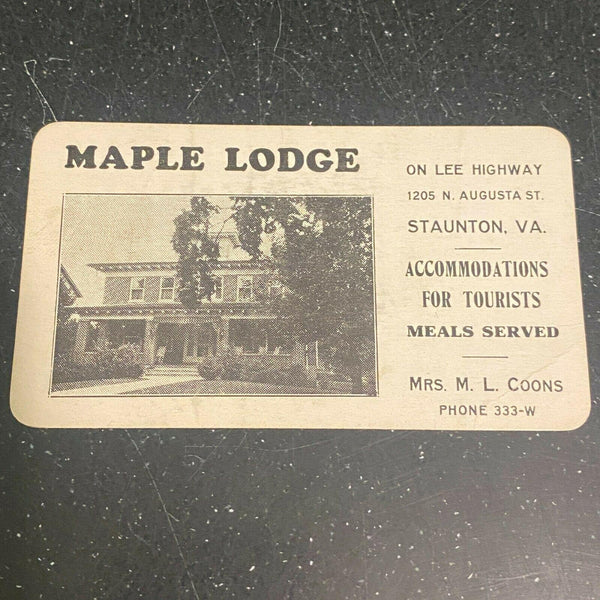 MAPLE LODGE
ON LEE HIGHWAY
1205 N. AUGUSTA ST.
STAUNTON, VA.
ACCOMMODATIONS
FOR TOURISTS
MEALS SERVED
MRS. M. L. COONS
PHONE 333-W